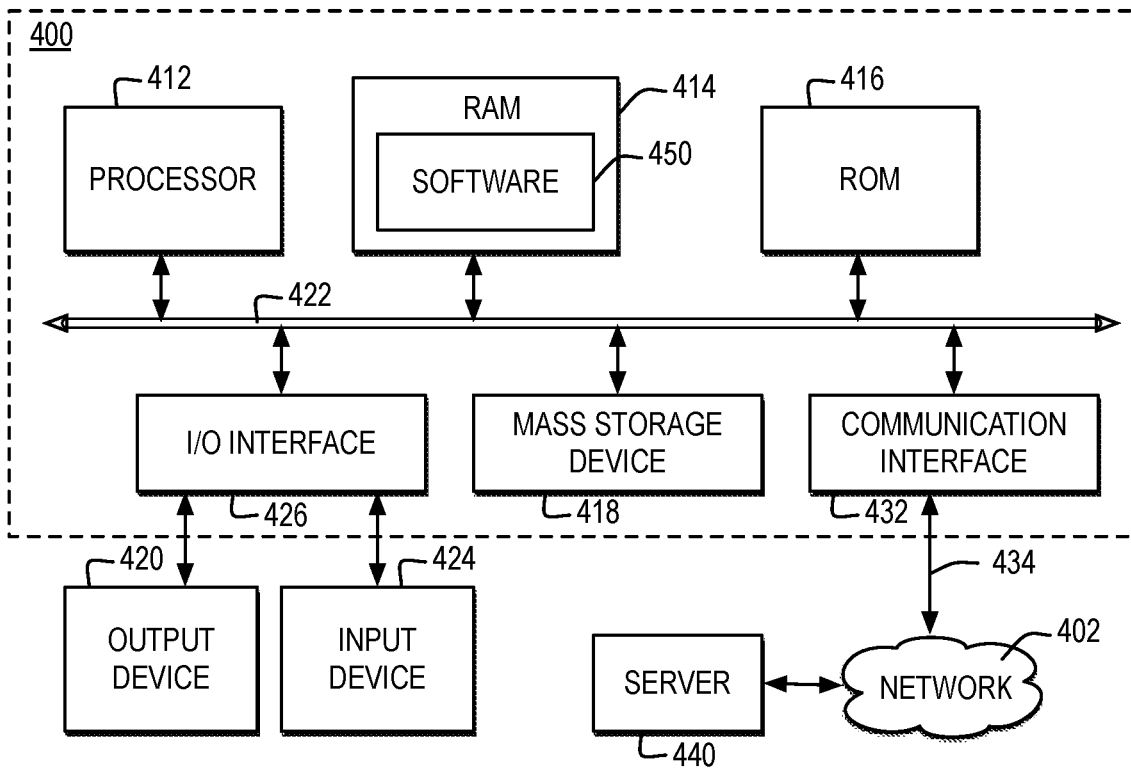 400
412
PROCESSOR
RAM
414
SOFTWARE
450
416
ROM
422
I/O INTERFACE
426
MASS STORAGE
DEVICE
418
COMMUNICATION
INTERFACE
432
434
420
OUTPUT
DEVICE
424
INPUT
DEVICE
SERVER
440
402
NETWORK